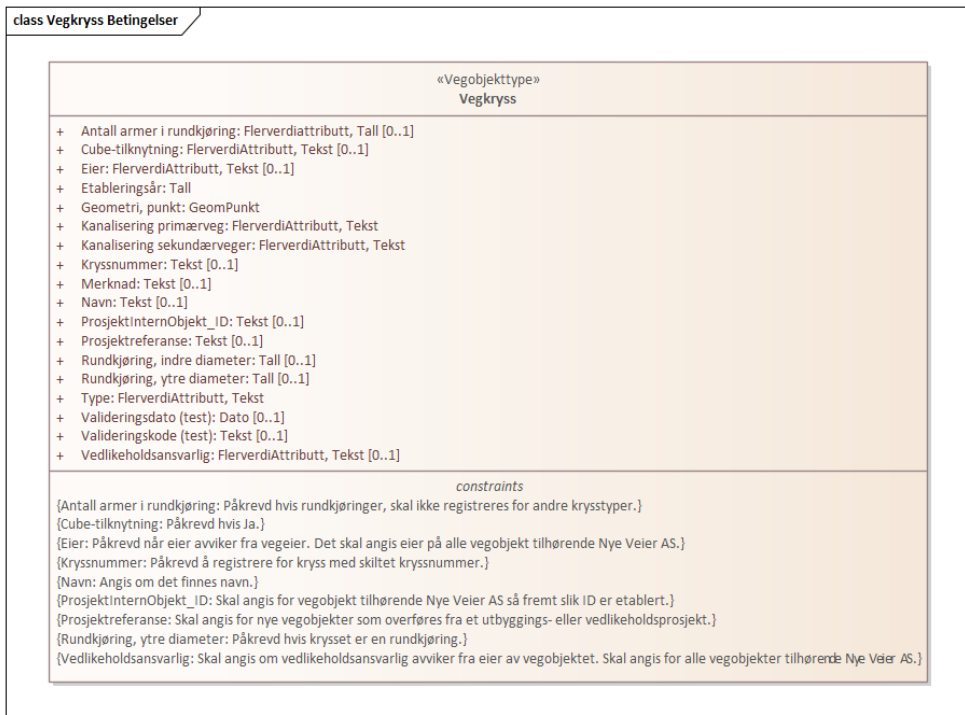 class Vegkryss Betingelser
«Vegobjekttype»
Vegkryss
+ Antall armer i rundkjøring: Flerverdiattributt, Tall [0..1]
+ Cube-tilknytning: FlerverdiAttributt, Tekst [0..1]
+ Eier: FlerverdiAttributt, Tekst [0..1]
+ Etableringsår: Tall
+ Geometri, punkt: GeomPunkt
+ Kanalisering primærveg: FlerverdiAttributt, Tekst
+ Kanalisering sekundærveger: FlerverdiAttributt, Tekst
+ Kryssnummer: Tekst [0..1]
+ Merknad: Tekst [0..1]
+ Navn: Tekst [0..1]
+ ProsjektInternObjekt_ID: Tekst [0..1]
+ Prosjektreferanse: Tekst [0..1]
+ Rundkjøring, indre diameter: Tall [0..1]
+ Rundkjøring, ytre diameter: Tall [0..1]
+ Type: FlerverdiAttributt, Tekst
+ Valideringsdato (test): Dato [0..1]
+ Valideringskode (test): Tekst [0..1]
+ Vedlikeholdsansvarlig: FlerverdiAttributt, Tekst [0..1]
constraints
{Antall armer i rundkjøring: Påkrevd hvis rundkjøringer, skal ikke registreres for andre krysstyper.}
{Cube-tilknytning: Påkrevd hvis Ja.}
{Eier: Påkrevd når eier avviker fra vegeier. Det skal angis eier på alle vegobjekt tilhørende Nye Veier AS.}
{Kryssnummer: Påkrevd å registrere for kryss med skiltet kryssnummer.}
{Navn: Angis om det finnes navn.}
{ProsjektInternObjekt_ID: Skal angis for vegobjekt tilhørende Nye Veier AS så fremt slik ID er etablert.}
{Prosjektreferanse: Skal angis for nye vegobjekter som overføres fra et utbyggings- eller vedlikeholdsprosjekt.}
{Rundkjøring, ytre diameter: Påkrevd hvis krysset er en rundkjøring.}
{Vedlikeholdsansvarlig: Skal angis om vedlikeholdsansvarlig avviker fra eier av vegobjektet. Skal angis for alle vegobjekter tilhørende Nye Veier AS.}